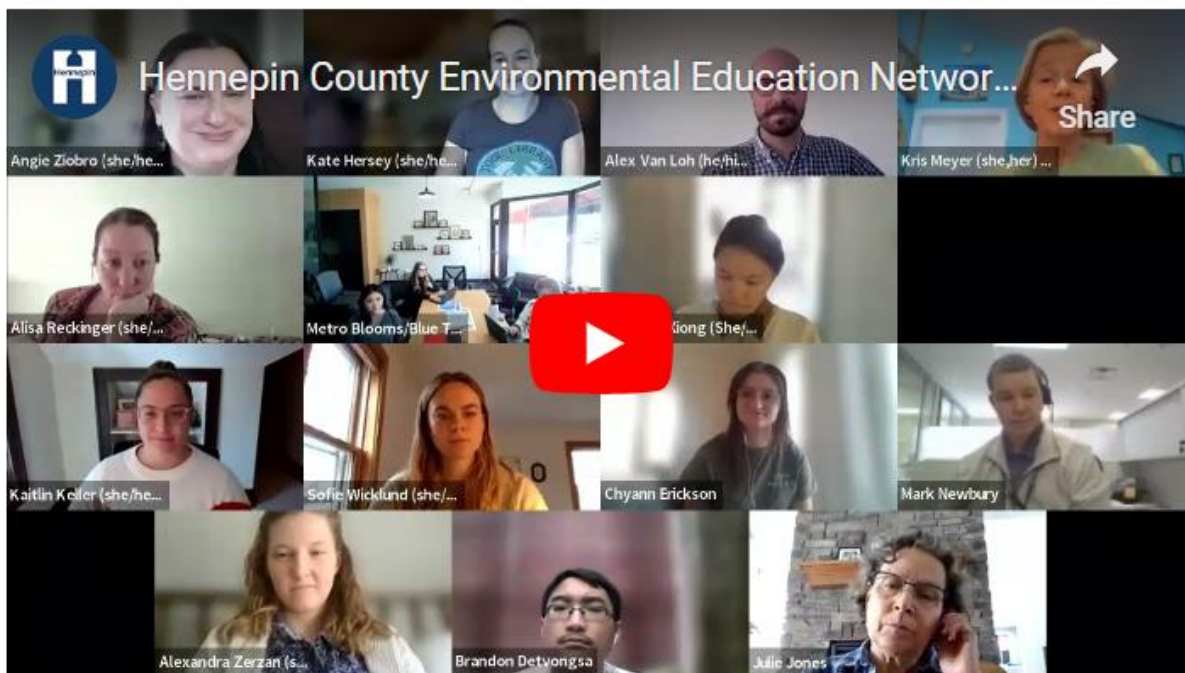 Hennepin
Hennepin County Environmental Education Networ...
Share
Angie Ziobro (she/he...
Kate Hersey (she/he...
Alex Van Loh (he/hi...
Kris Meyer (she,her) ...
Alisa Reckinger (she/...
Metro Blooms/Blue T...
Xiong (She/...
Kaitlin Keiler (she/he...
Sofie Wicklund (she/...
Chyann Erickson
Mark Newbury
Alexandra Zerzan (s...
Brandon Detvongsa
Julie Jones